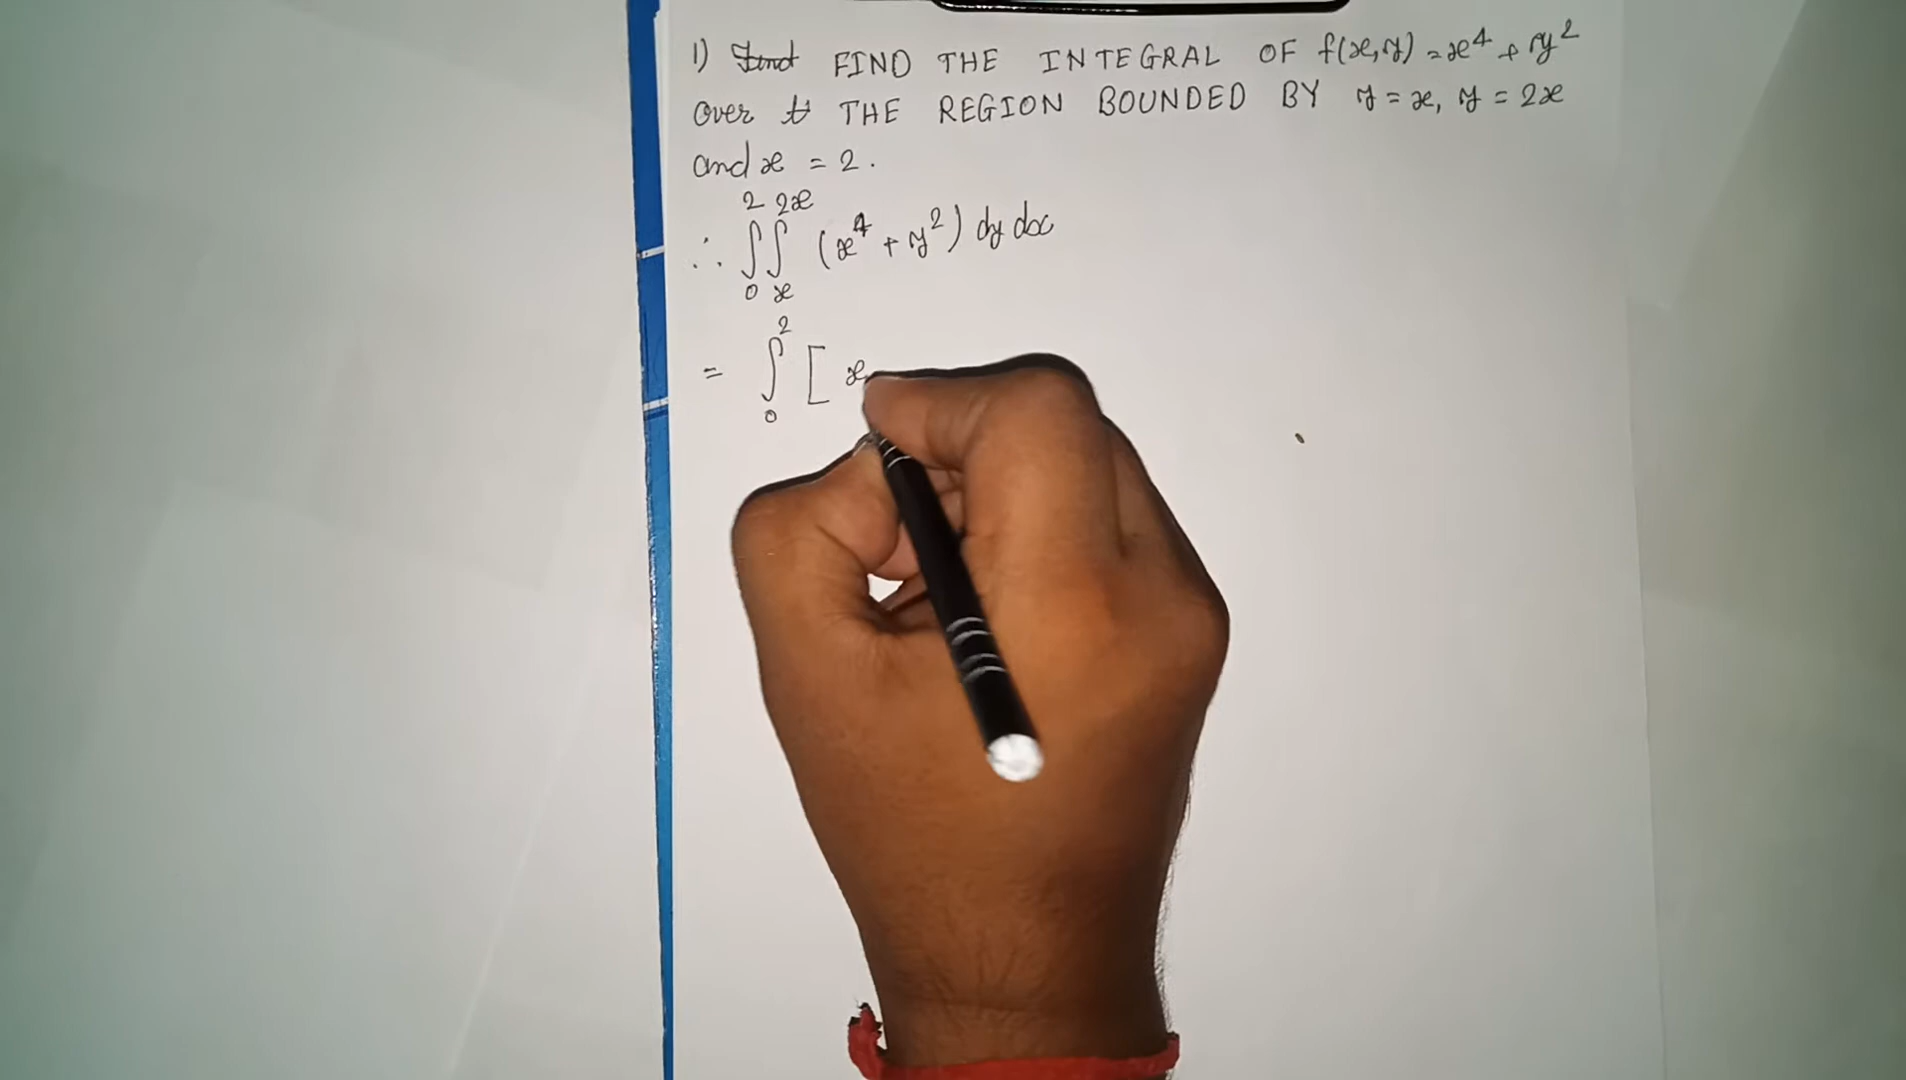 1) Find FIND THE INTEGRAL OF f(x,y) = x⁴ + y²
over t THE REGION BOUNDED BY y = x, y = 2x
and x = 2.
∴ ∫₀² ∫ₓ²ˣ (x⁴ + y²) dy dx
= ∫₀² [ x